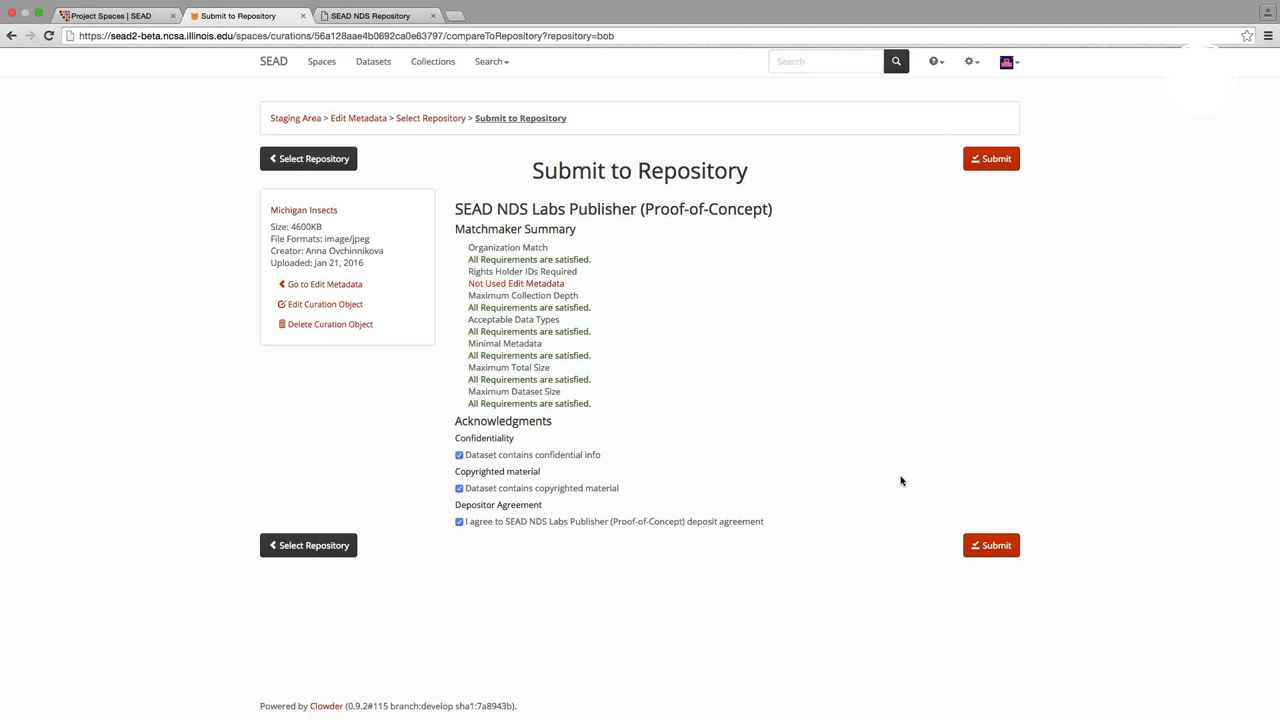 Project Spaces | SEAD
Submit to Repository
SEAD NDS Repository
https://sead2-beta.ncsa.illinois.edu/spaces/curations/56a128aae4b0692ca0e63797/compareToRepository?repository=bob
SEAD Spaces Datasets Collections Search Search
Staging Area > Edit Metadata > Select Repository > Submit to Repository
Select Repository
Submit
Submit to Repository
Michigan Insects
Size: 4600KB
File Formats: image/jpeg
Creator: Anna Ovchinnikova
Uploaded: Jan 21, 2016
Go to Edit Metadata
Edit Curation Object
Delete Curation Object
SEAD NDS Labs Publisher (Proof-of-Concept)
Matchmaker Summary
Organization Match
All Requirements are satisfied.
Rights Holder IDs Required
Not Used Edit Metadata
Maximum Collection Depth
All Requirements are satisfied.
Acceptable Data Types
All Requirements are satisfied.
Minimal Metadata
All Requirements are satisfied.
Maximum Total Size
All Requirements are satisfied.
Maximum Dataset Size
All Requirements are satisfied.
Acknowledgments
Confidentiality
Dataset contains confidential info
Copyrighted material
Dataset contains copyrighted material
Depositor Agreement
I agree to SEAD NDS Labs Publisher (Proof-of-Concept) deposit agreement
Select Repository
Submit
Powered by Clowder (0.9.2#115 branch:develop sha1:7a8943b).